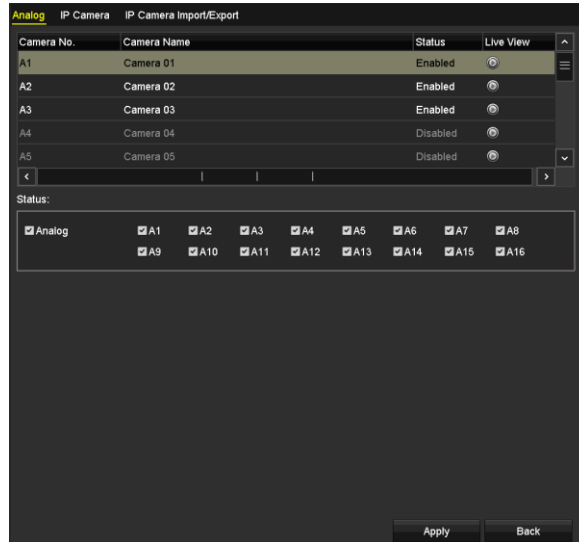 Analog IP Camera IP Camera Import/Export
Camera No. Camera Name Status Live View
A1 Camera 01 Enabled
A2 Camera 02 Enabled
A3 Camera 03 Enabled
A4 Camera 04 Disabled
A5 Camera 05 Disabled
Status:
Analog A1 A2 A3 A4 A5 A6 A7 A8
A9 A10 A11 A12 A13 A14 A15 A16
Apply Back